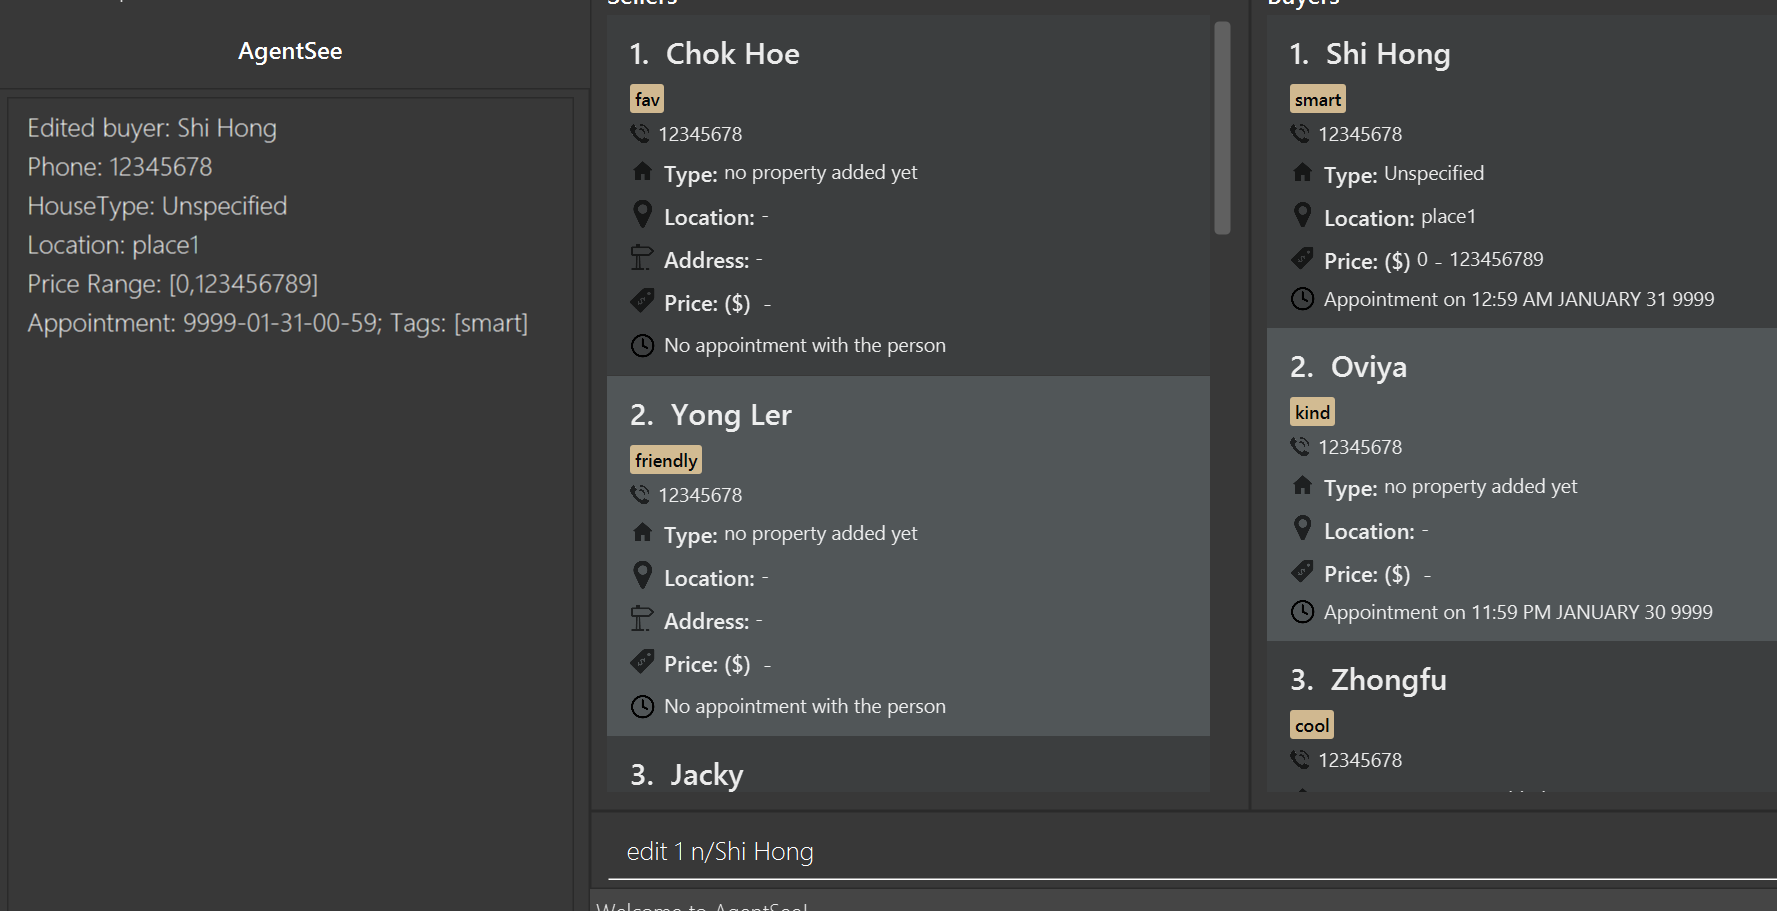 AgentSee
Edited buyer: Shi Hong
Phone: 12345678
HouseType: Unspecified
Location: place1
Price Range: [0,123456789]
Appointment: 9999-01-31-00-59; Tags: [smart]
Sellers
1. Chok Hoe
fav
12345678
Type: no property added yet
Location: -
Address: -
Price: ($) -
No appointment with the person
2. Yong Ler
friendly
12345678
Type: no property added yet
Location: -
Address: -
Price: ($) -
No appointment with the person
3. Jacky
Buyers
1. Shi Hong
smart
12345678
Type: Unspecified
Location: place1
Price: ($) 0 - 123456789
Appointment on 12:59 AM JANUARY 31 9999
2. Oviya
kind
12345678
Type: no property added yet
Location: -
Price: ($) -
Appointment on 11:59 PM JANUARY 30 9999
3. Zhongfu
cool
12345678
edit 1 n/Shi Hong
Welcome to AgentSee!